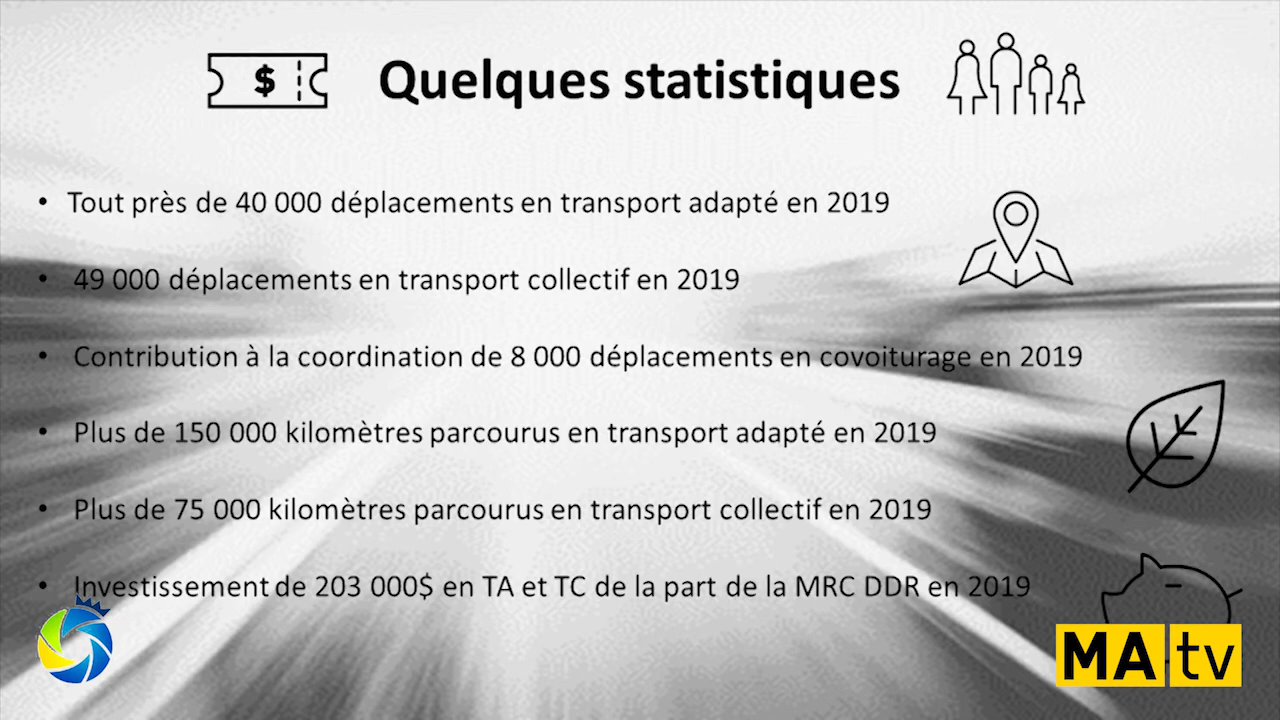 $ Quelques statistiques
• Tout près de 40 000 déplacements en transport adapté en 2019
• 49 000 déplacements en transport collectif en 2019
• Contribution à la coordination de 8 000 déplacements en covoiturage en 2019
• Plus de 150 000 kilomètres parcourus en transport adapté en 2019
• Plus de 75 000 kilomètres parcourus en transport collectif en 2019
• Investissement de 203 000$ en TA et TC de la part de la MRC DDR en 2019
MAtv